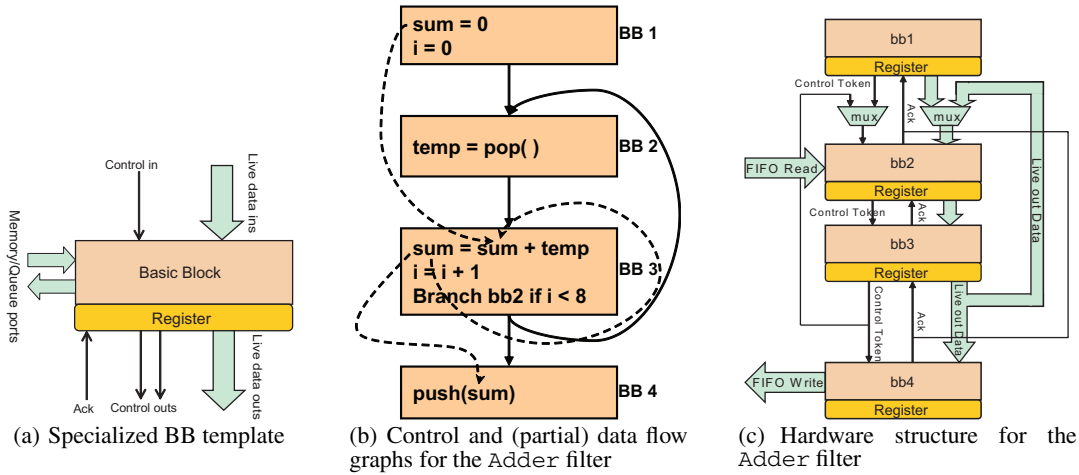 Control in
Live data ins
Memory/Queue ports
Basic Block
Register
Ack
Control outs
Live data outs
(a) Specialized BB template
sum = 0
i = 0
BB 1
temp = pop( )
BB 2
sum = sum + temp
i = i + 1
Branch bb2 if i < 8
BB 3
push(sum)
BB 4
(b) Control and (partial) data flow
graphs for the Adder filter
bb1
Register
Control Token
Ack
mux
mux
FIFO Read
bb2
Register
Control Token
Ack
bb3
Register
Live out Data
Control Token
Ack
Live out Data
FIFO Write
bb4
Register
(c) Hardware structure for the
Adder filter